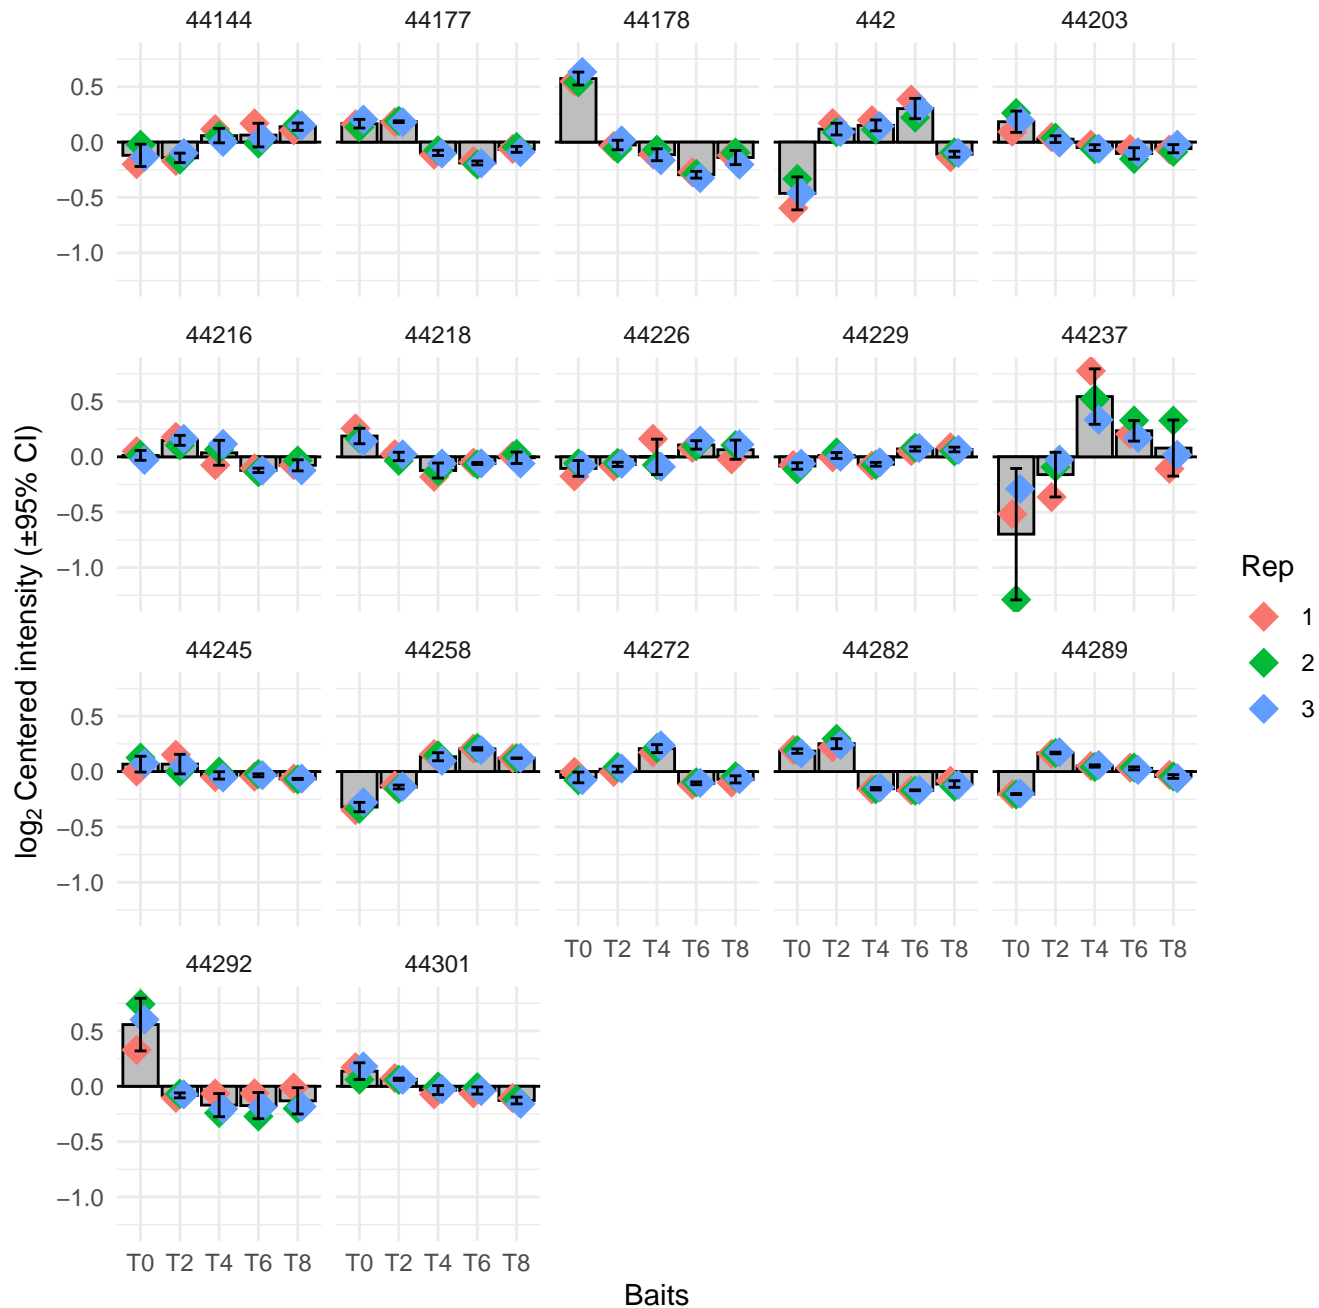 44144 44177 44178 442 44203
0.5
0.0
−0.5
−1.0
44216 44218 44226 44229 44237
0.5
0.0
−0.5
−1.0
44245 44258 44272 44282 44289
0.5
0.0
−0.5
−1.0
T0 T2 T4 T6 T8 T0 T2 T4 T6 T8 T0 T2 T4 T6 T8
44292 44301
0.5
0.0
−0.5
−1.0
T0 T2 T4 T6 T8 T0 T2 T4 T6 T8
Baits
log2 Centered intensity (±95% CI)
Rep
1
2
3